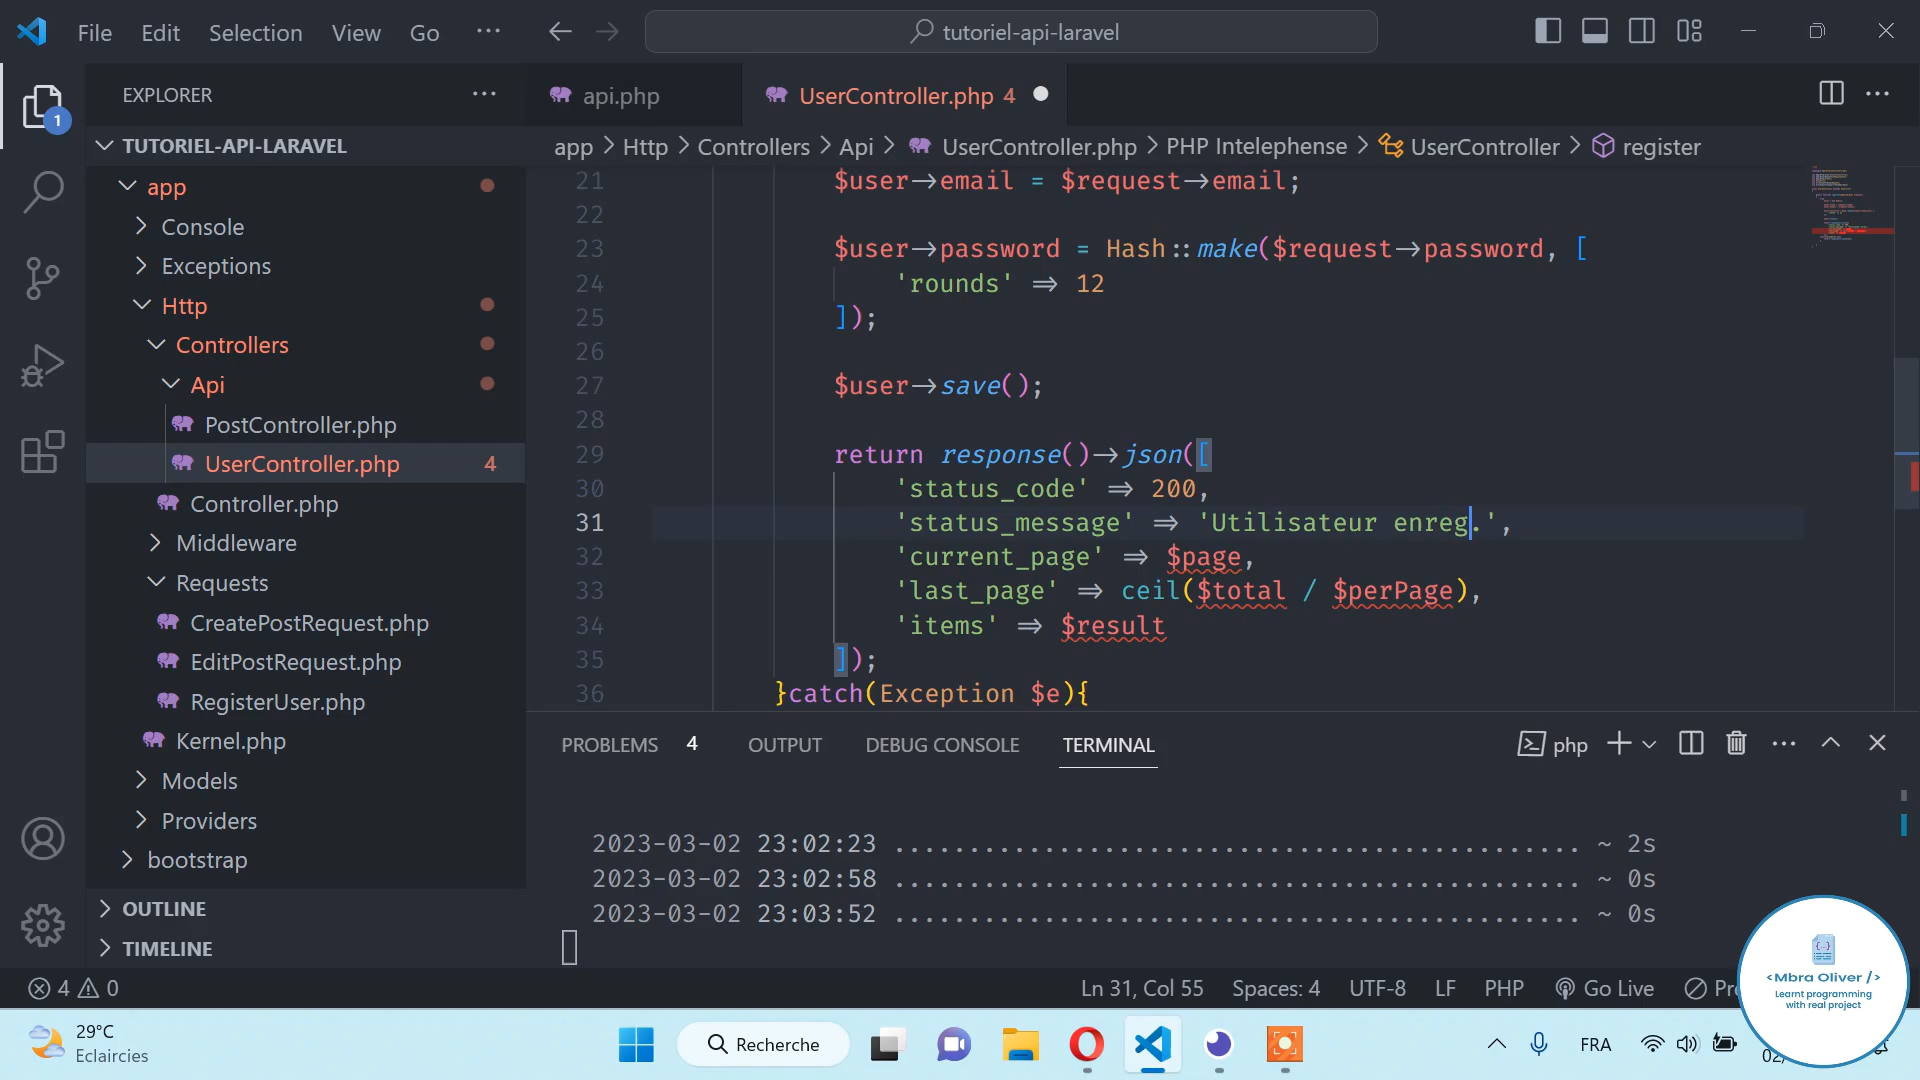 File Edit Selection View Go ···
tutoriel-api-laravel
EXPLORER
1
TUTORIEL-API-LARAVEL
app
Console
Exceptions
Http
Controllers
Api
PostController.php
UserController.php 4
Controller.php
Middleware
Requests
CreatePostRequest.php
EditPostRequest.php
RegisterUser.php
Kernel.php
Models
Providers
bootstrap
OUTLINE
TIMELINE
api.php
UserController.php 4
app > Http > Controllers > Api > UserController.php > PHP Intelephense > UserController > register
21 $user->email = $request->email;
22
23 $user->password = Hash::make($request->password, [
24 'rounds' => 12
25 ]);
26
27 $user->save();
28
29 return response()->json([
30 'status_code' => 200,
31 'status_message' => 'Utilisateur enreg.',
32 'current_page' => $page,
33 'last_page' => ceil($total / $perPage),
34 'items' => $result
35 ]);
36 }catch(Exception $e){
PROBLEMS 4 OUTPUT DEBUG CONSOLE TERMINAL
php
2023-03-02 23:02:23 .............................................. ~ 2s
2023-03-02 23:02:58 .............................................. ~ 0s
2023-03-02 23:03:52 .............................................. ~ 0s
4 0
Ln 31, Col 55 Spaces: 4 UTF-8 LF PHP Go Live
{...}
<Mbra Oliver />
Learnt programming
with real project
29°C
Eclaircies
Recherche
FRA